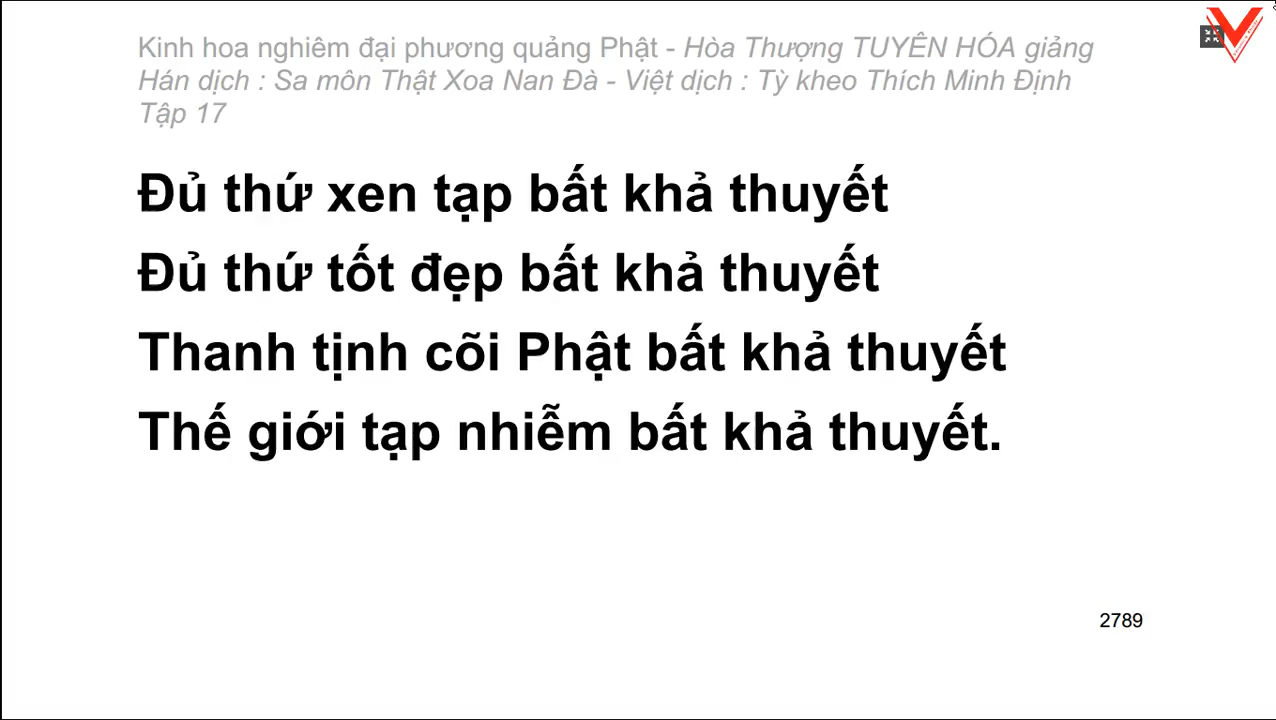 Kinh hoa nghiêm đại phương quảng Phật - Hòa Thượng TUYÊN HÓA giảng
Hán dịch : Sa môn Thật Xoa Nan Đà - Việt dịch : Tỳ kheo Thích Minh Định
Tập 17
Đủ thứ xen tạp bất khả thuyết
Đủ thứ tốt đẹp bất khả thuyết
Thanh tịnh cõi Phật bất khả thuyết
Thế giới tạp nhiễm bất khả thuyết.
2789